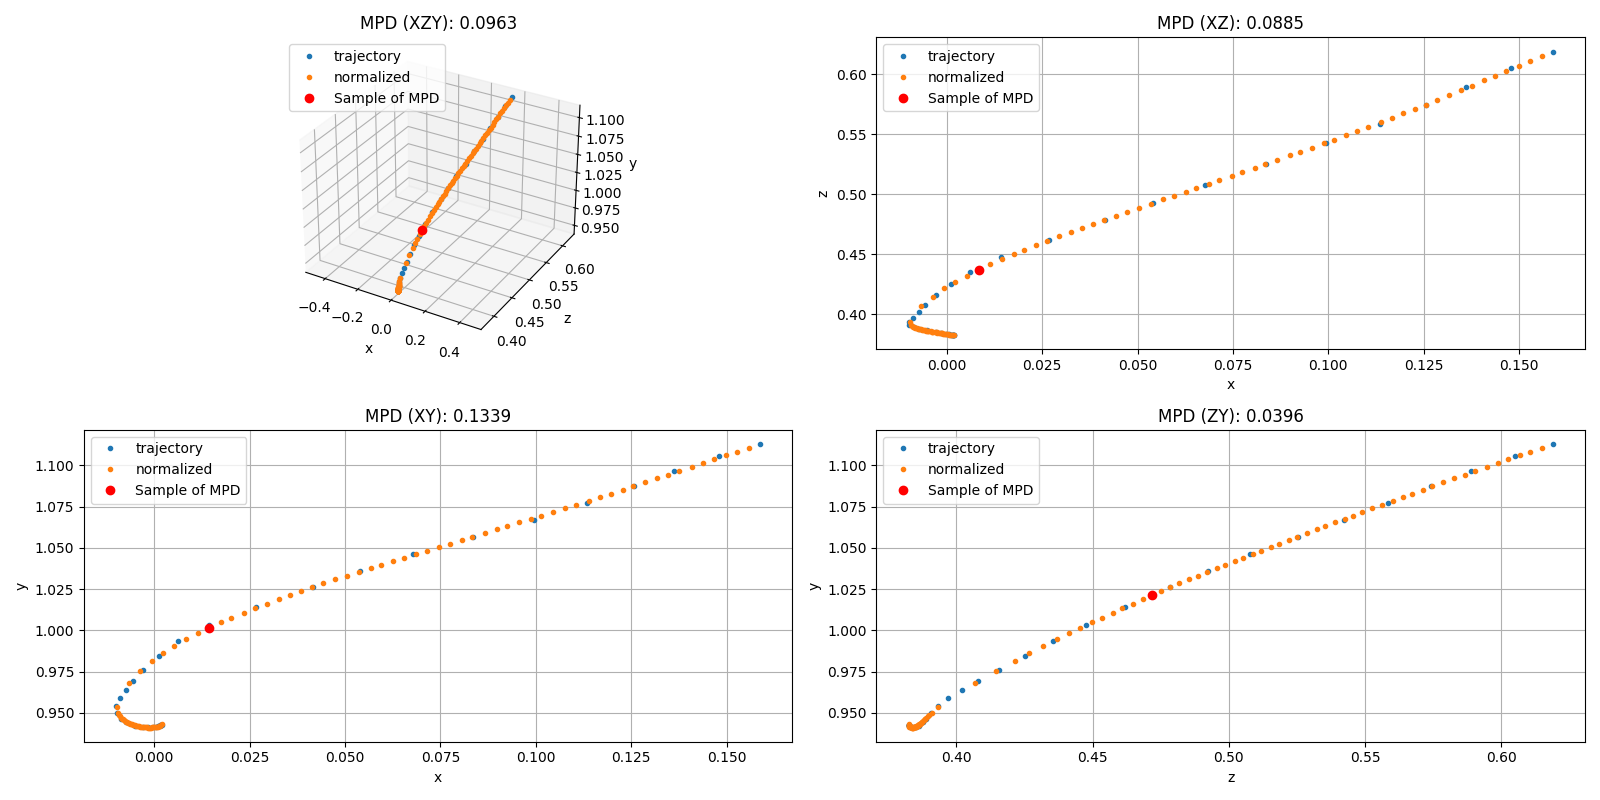 MPD (XZY): 0.0963
trajectory
normalized
Sample of MPD
1.100
1.075
1.050
1.025
1.000
0.975
0.950
y
0.60
0.55
0.50
0.45
0.40
z
−0.4
−0.2
0.0
0.2
0.4
x
MPD (XZ): 0.0885
trajectory
normalized
Sample of MPD
0.60
0.55
0.50
0.45
0.40
z
0.000 0.025 0.050 0.075 0.100 0.125 0.150
x
MPD (XY): 0.1339
trajectory
normalized
Sample of MPD
1.100
1.075
1.050
1.025
1.000
0.975
0.950
y
0.000 0.025 0.050 0.075 0.100 0.125 0.150
x
MPD (ZY): 0.0396
trajectory
normalized
Sample of MPD
1.100
1.075
1.050
1.025
1.000
0.975
0.950
y
0.40 0.45 0.50 0.55 0.60
z